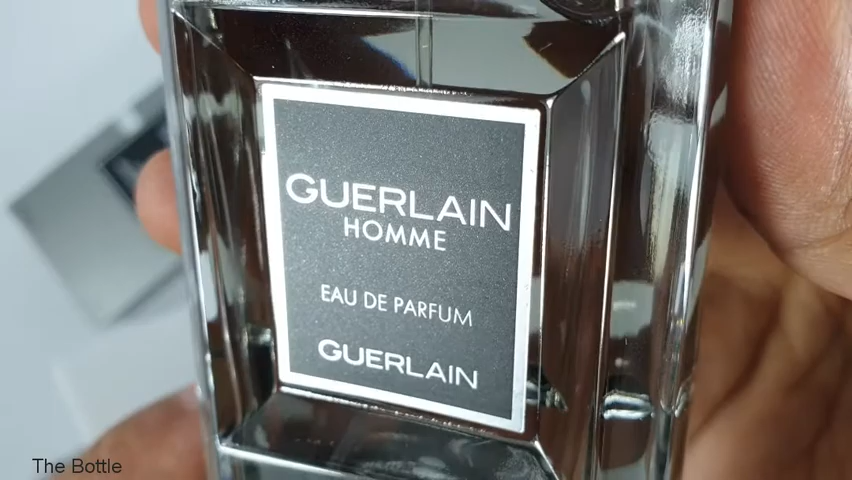 GUERLAIN
HOMME
EAU DE PARFUM
GUERLAIN
The Bottle